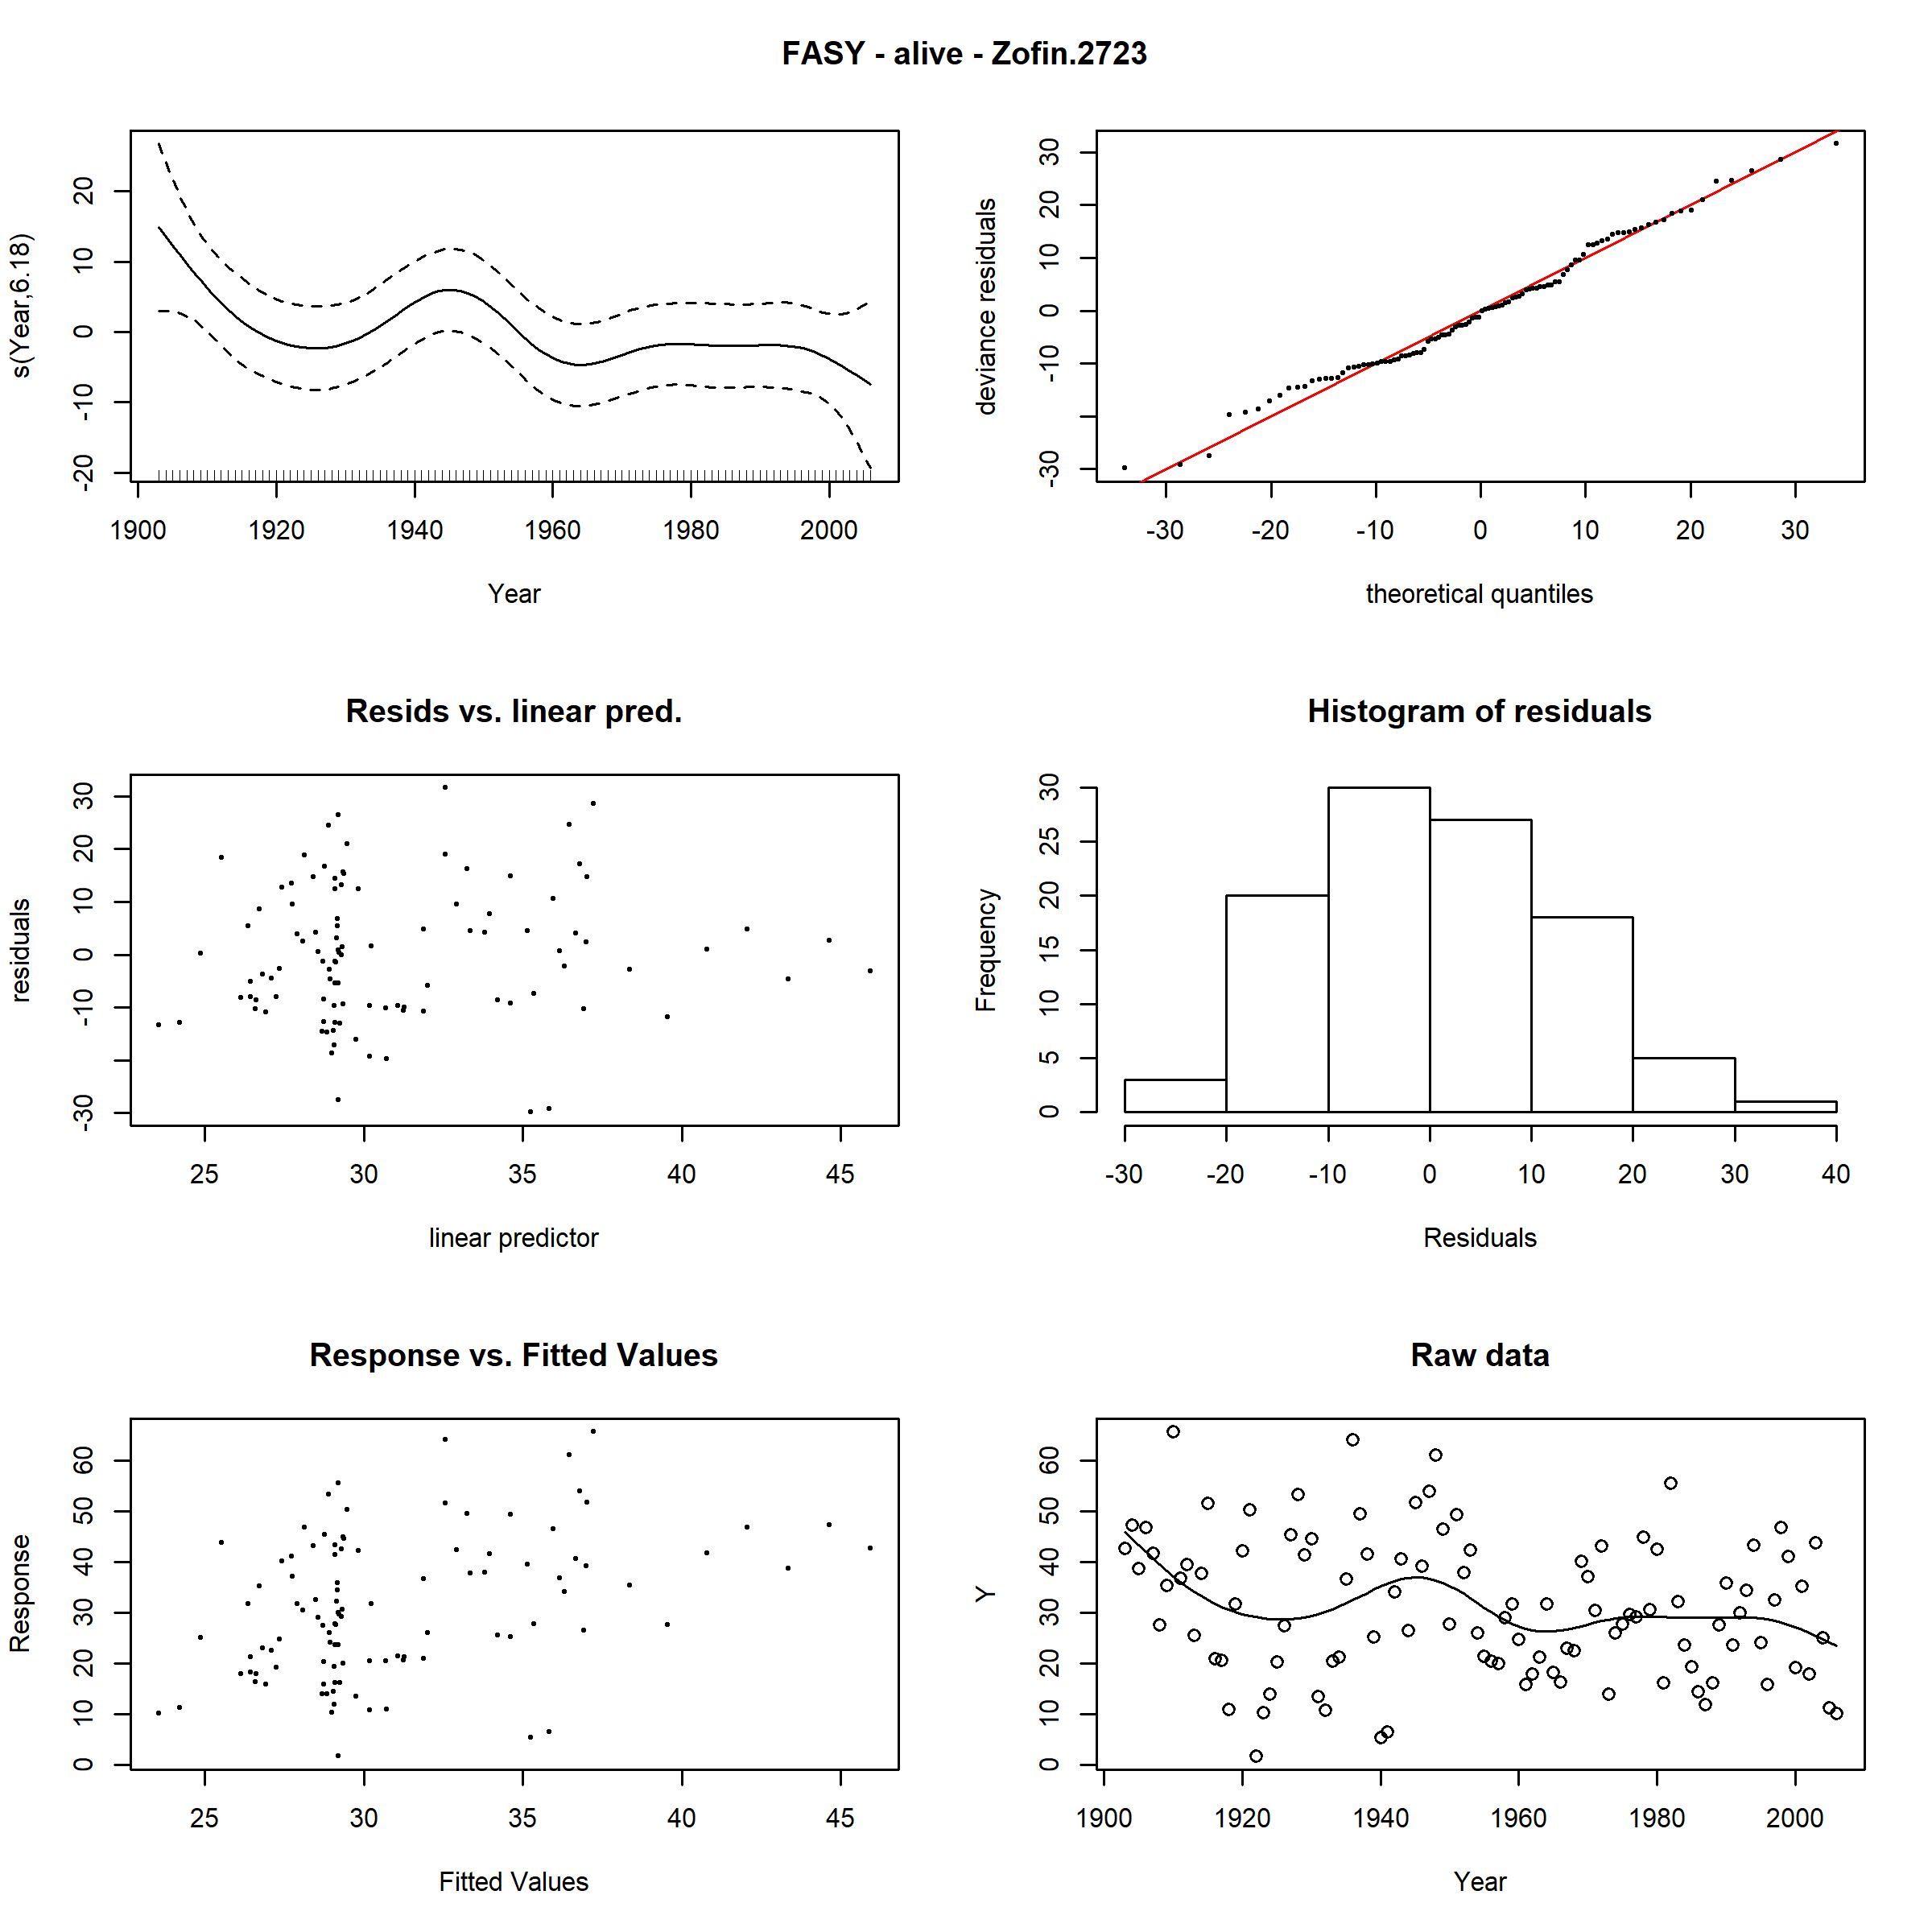 FASY - alive - Zofin.2723
s(Year,6.18)
20
10
0
-10
-20
1900 1920 1940 1960 1980 2000
Year
deviance residuals
30
20
10
0
-10
-30
-30 -20 -10 0 10 20 30
theoretical quantiles
Resids vs. linear pred.
residuals
30
20
10
0
-10
-30
25 30 35 40 45
linear predictor
Histogram of residuals
Frequency
30
25
20
15
10
5
0
-30 -20 -10 0 10 20 30 40
Residuals
Response vs. Fitted Values
Response
60
50
40
30
20
10
0
25 30 35 40 45
Fitted Values
Raw data
Y
60
50
40
30
20
10
0
1900 1920 1940 1960 1980 2000
Year